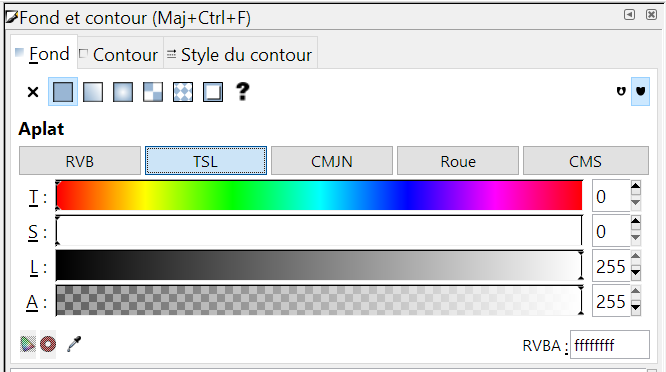 Fond et contour (Maj+Ctrl+F)
Fond Contour Style du contour
?
Aplat
RVB TSL CMJN Roue CMS
T : 0
S : 0
L : 255
A : 255
RVBA : ffffffff